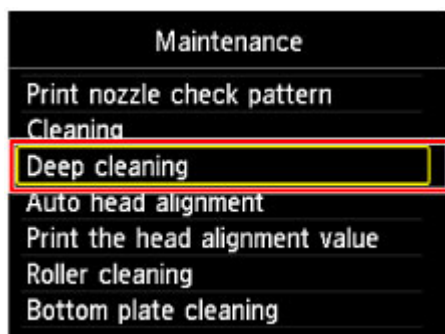 Maintenance
Print nozzle check pattern
Cleaning
Deep cleaning
Auto head alignment
Print the head alignment value
Roller cleaning
Bottom plate cleaning